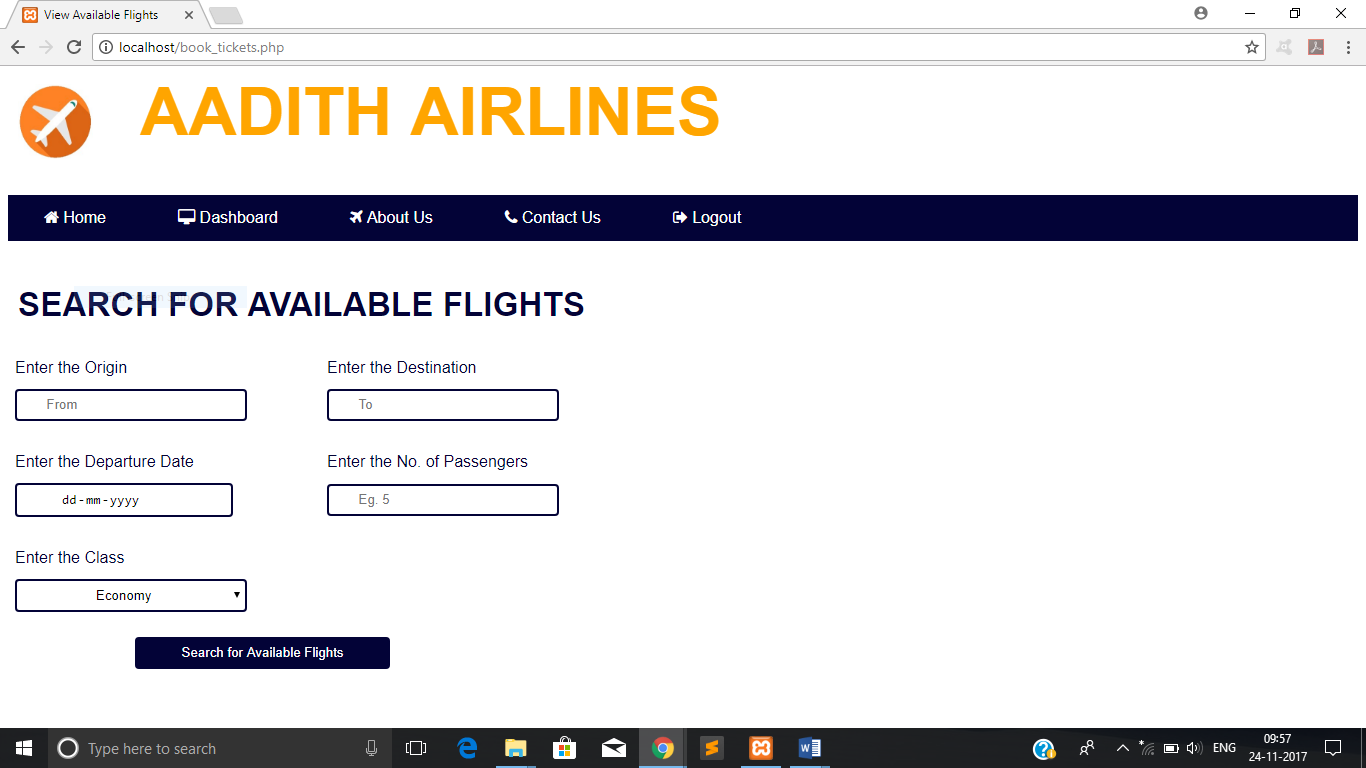 View Available Flights
localhost/book_tickets.php
AADITH AIRLINES
Home Dashboard About Us Contact Us Logout
SEARCH FOR AVAILABLE FLIGHTS
Enter the Origin Enter the Destination
From To
Enter the Departure Date Enter the No. of Passengers
dd-mm-yyyy Eg. 5
Enter the Class
Economy
Search for Available Flights
Type here to search ENG 09:57
24-11-2017